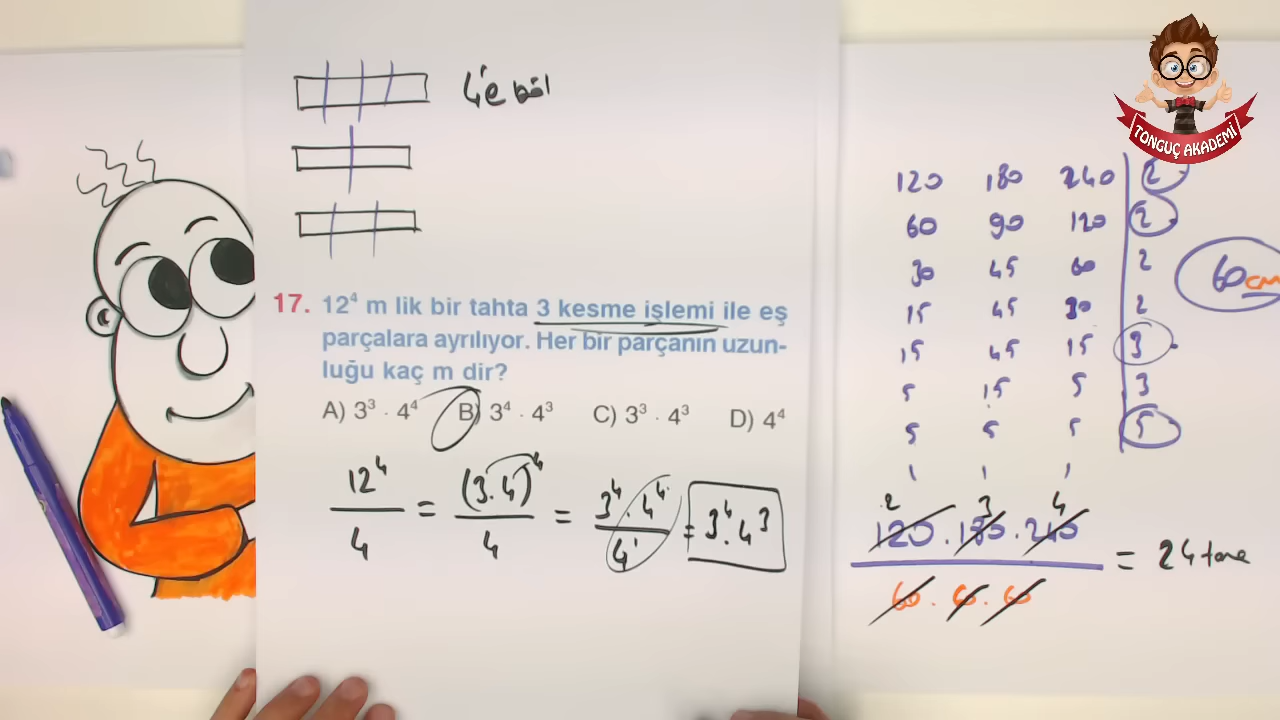 4'e böl
17. 12⁴ m lik bir tahta 3 kesme işlemi ile eş
parçalara ayrılıyor. Her bir parçanın uzun-
luğu kaç m dir?
A) 3³ . 4⁴ B) 3⁴ . 4³ C) 3³ . 4³ D) 4⁴
12⁴/4 = (3.4)⁴/4 = 3⁴.4⁴/4¹ = 3⁴.4³
TONGUÇ AKADEMİ
120 180 240 2
60 90 120 2
30 45 60 2
15 45 30 2
15 45 15 3
5 15 5 3
5 5 5 5
1 1 1
60 cm
2 3 4
120.180.240 / 60.60.60 = 24 tane